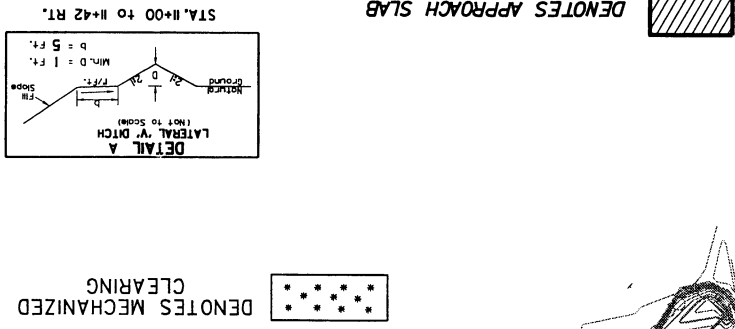 DENOTES MECHANIZED
CLEARING
DETAIL A
LATERAL 'V' DITCH
(Not to Scale)
Natural
Ground
2:1
D
2:1
b
Fill
Slope
Min. D = 1 Ft.
b = 5 Ft.
STA. 11+00 to 11+42 RT.
DENOTES APPROACH SLAB